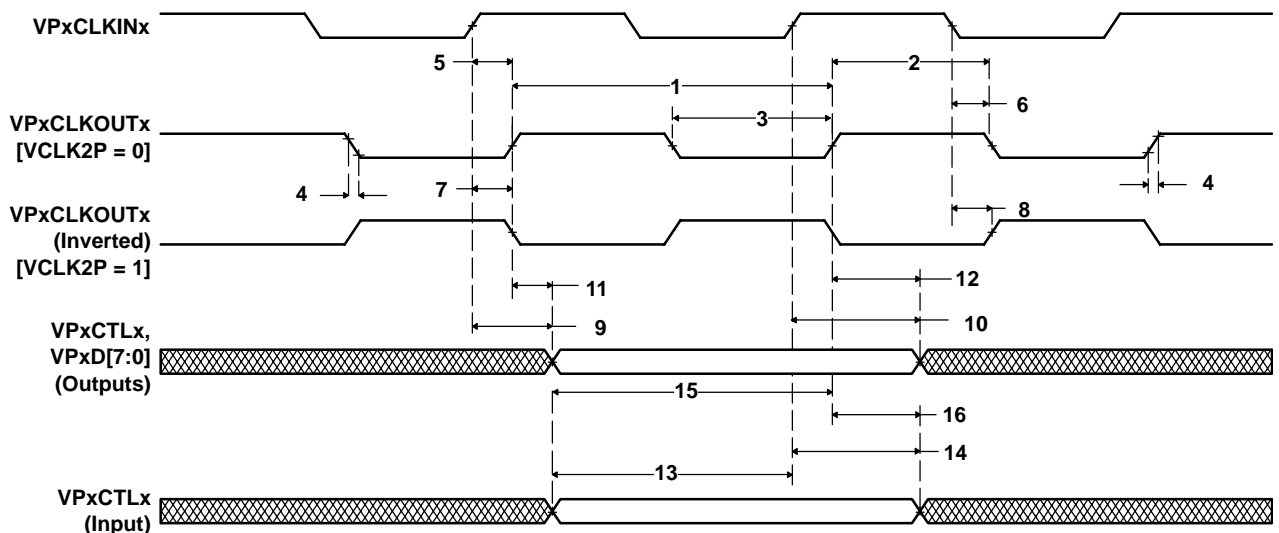 VPxCLKINx
5
2
1
6
VPxCLKOUTx
[VCLK2P = 0]
3
4
7
4
VPxCLKOUTx
(Inverted)
[VCLK2P = 1]
8
11
12
9
10
VPxCTLx,
VPxD[7:0]
(Outputs)
15
16
14
13
VPxCTLx
(Input)